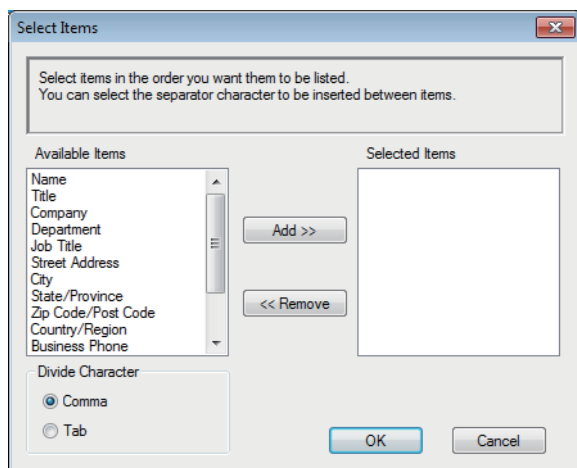 Select Items
Select items in the order you want them to be listed.
You can select the separator character to be inserted between items.
Available Items
Selected Items
Name
Title
Company
Department
Job Title
Street Address
City
State/Province
Zip Code/Post Code
Country/Region
Business Phone
Add >>
<< Remove
Divide Character
Comma
Tab
OK
Cancel